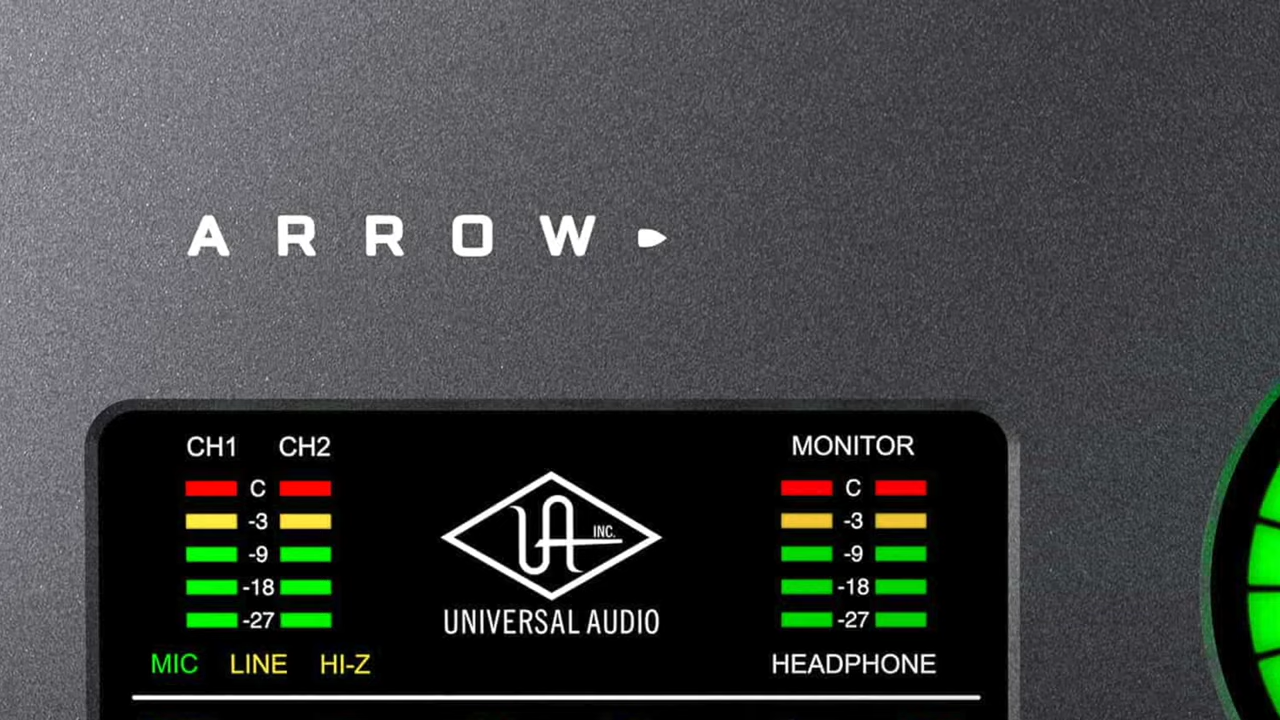 ARROW
CH1 CH2
MONITOR
C
C
-3
-3
-9
-9
-18
-18
-27
-27
UA INC.
UNIVERSAL AUDIO
MIC LINE HI-Z
HEADPHONE